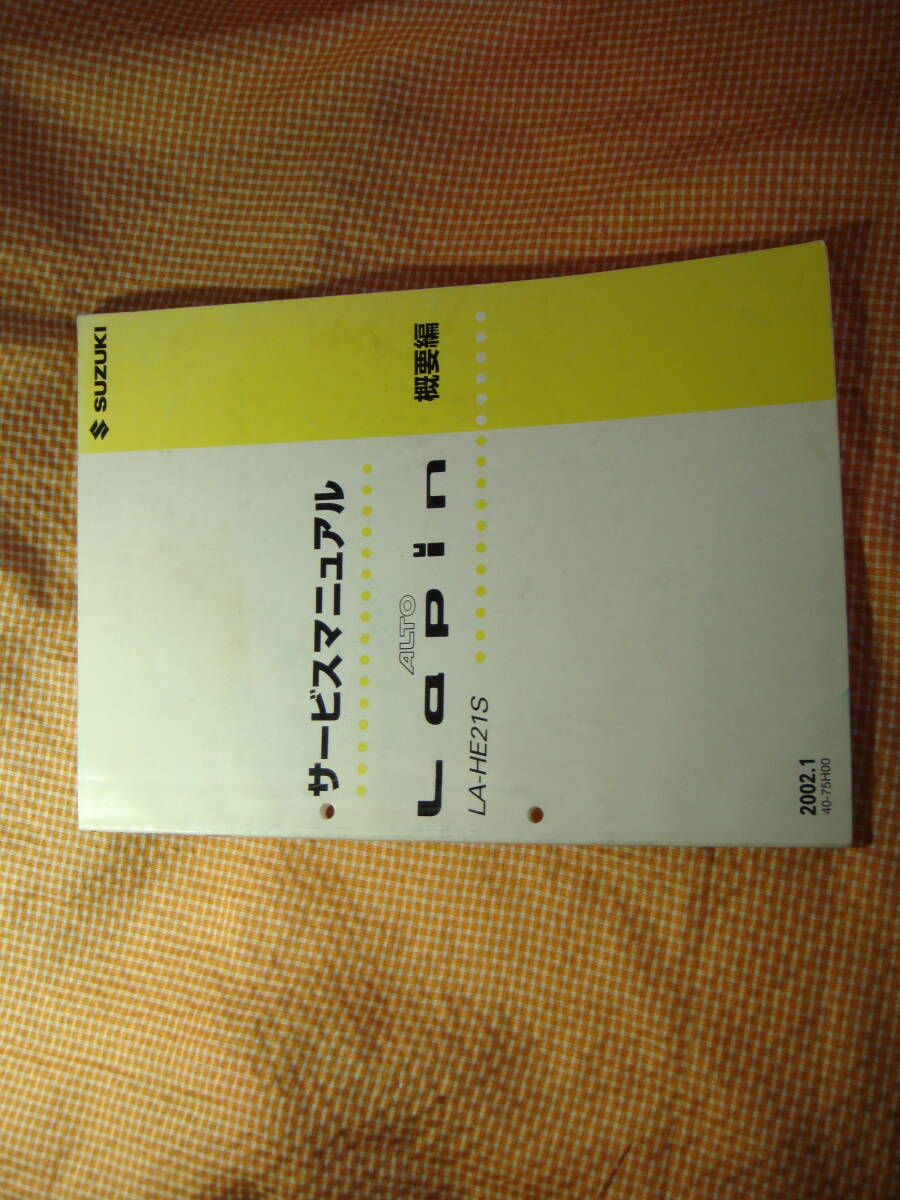 SUZUKI
サービスマニュアル
ALTO
Lapin 概要編
LA-HE21S
2002.1
40-75H00